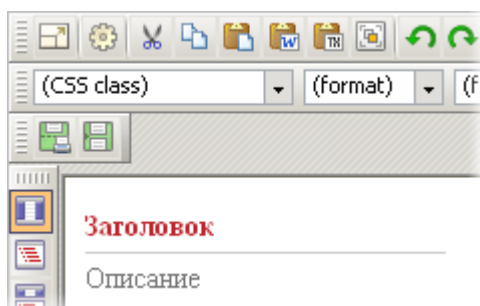 (CSS class) (format) (f
Заголовок
Описание